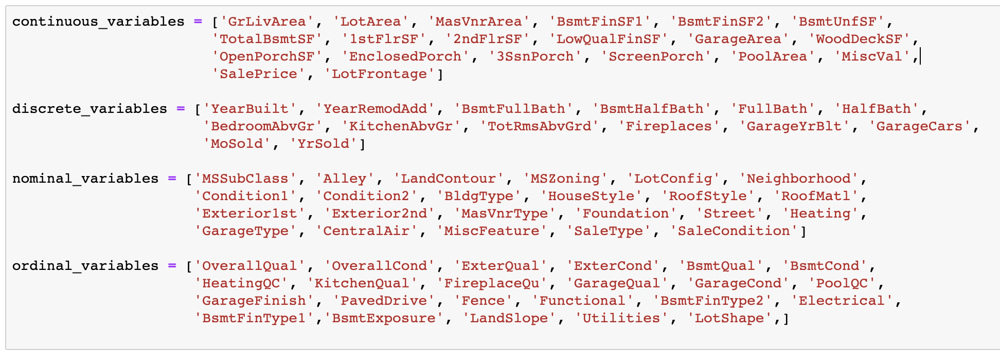 continuous_variables = ['GrLivArea', 'LotArea', 'MasVnrArea', 'BsmtFinSF1', 'BsmtFinSF2', 'BsmtUnfSF',
'TotalBsmtSF', '1stFlrSF', '2ndFlrSF', 'LowQualFinSF', 'GarageArea', 'WoodDeckSF',
'OpenPorchSF', 'EnclosedPorch', '3SsnPorch', 'ScreenPorch', 'PoolArea', 'MiscVal',
'SalePrice', 'LotFrontage']
discrete_variables = ['YearBuilt', 'YearRemodAdd', 'BsmtFullBath', 'BsmtHalfBath', 'FullBath', 'HalfBath',
'BedroomAbvGr', 'KitchenAbvGr', 'TotRmsAbvGrd', 'Fireplaces', 'GarageYrBlt', 'GarageCars',
'MoSold', 'YrSold']
nominal_variables = ['MSSubClass', 'Alley', 'LandContour', 'MSZoning', 'LotConfig', 'Neighborhood',
'Condition1', 'Condition2', 'BldgType', 'HouseStyle', 'RoofStyle', 'RoofMatl',
'Exterior1st', 'Exterior2nd', 'MasVnrType', 'Foundation', 'Street', 'Heating',
'GarageType', 'CentralAir', 'MiscFeature', 'SaleType', 'SaleCondition']
ordinal_variables = ['OverallQual', 'OverallCond', 'ExterQual', 'ExterCond', 'BsmtQual', 'BsmtCond',
'HeatingQC', 'KitchenQual', 'FireplaceQu', 'GarageQual', 'GarageCond', 'PoolQC',
'GarageFinish', 'PavedDrive', 'Fence', 'Functional', 'BsmtFinType2', 'Electrical',
'BsmtFinType1','BsmtExposure', 'LandSlope', 'Utilities', 'LotShape',]